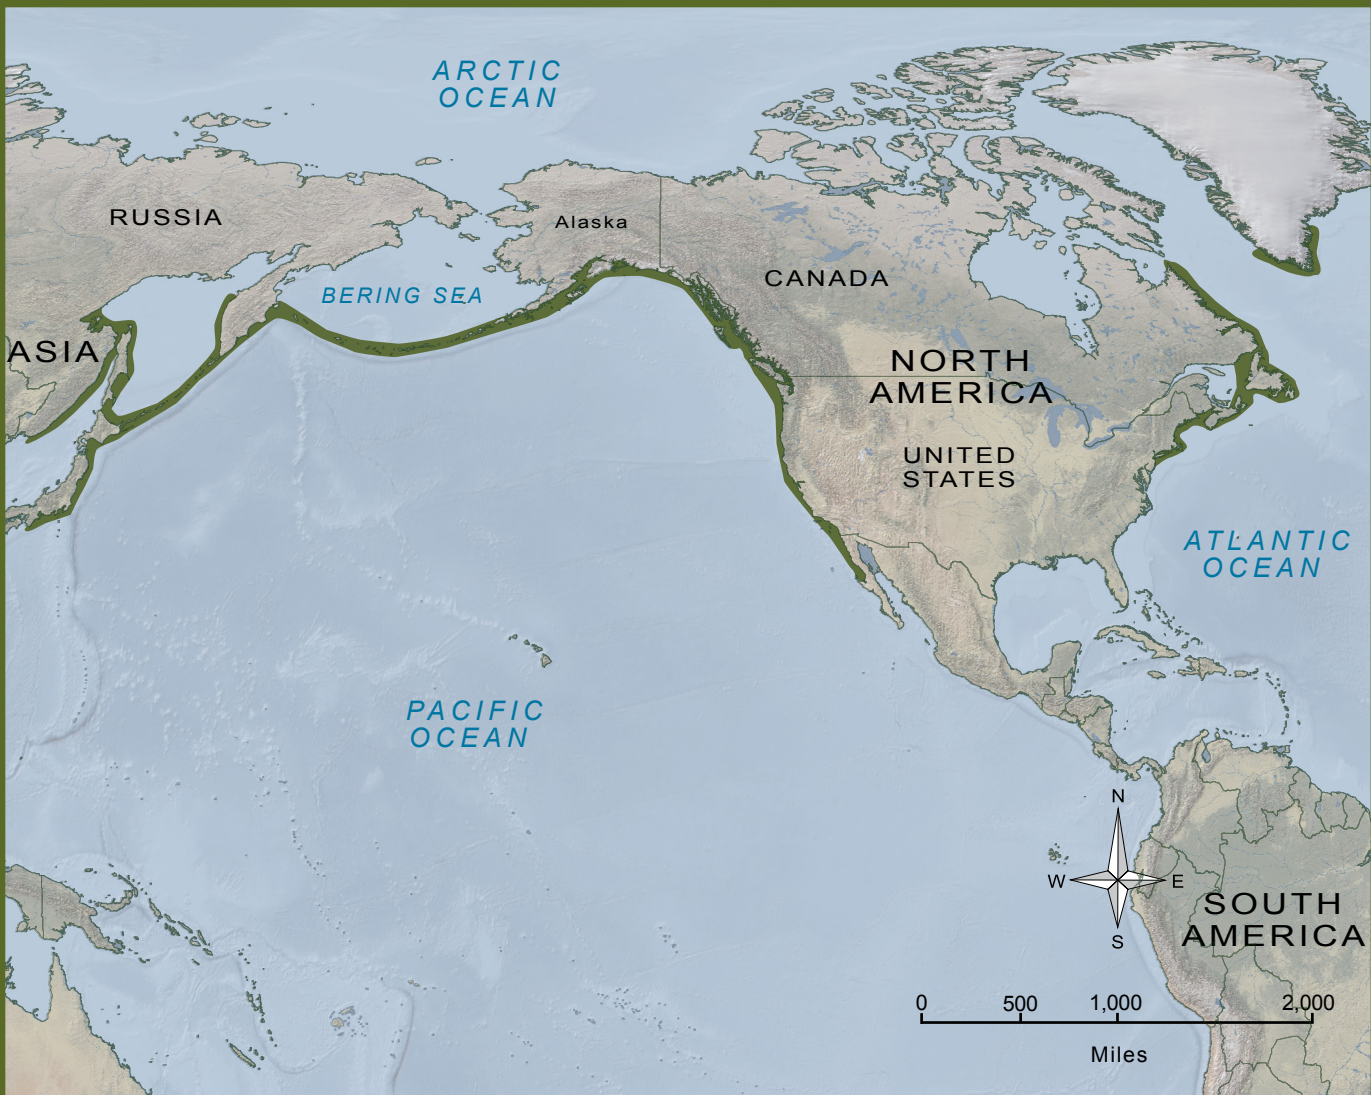 ARCTIC
OCEAN
RUSSIA
Alaska
CANADA
BERING SEA
ASIA
NORTH
AMERICA
UNITED
STATES
ATLANTIC
OCEAN
PACIFIC
OCEAN
N
W
E
S
SOUTH
AMERICA
0 500 1,000 2,000
Miles